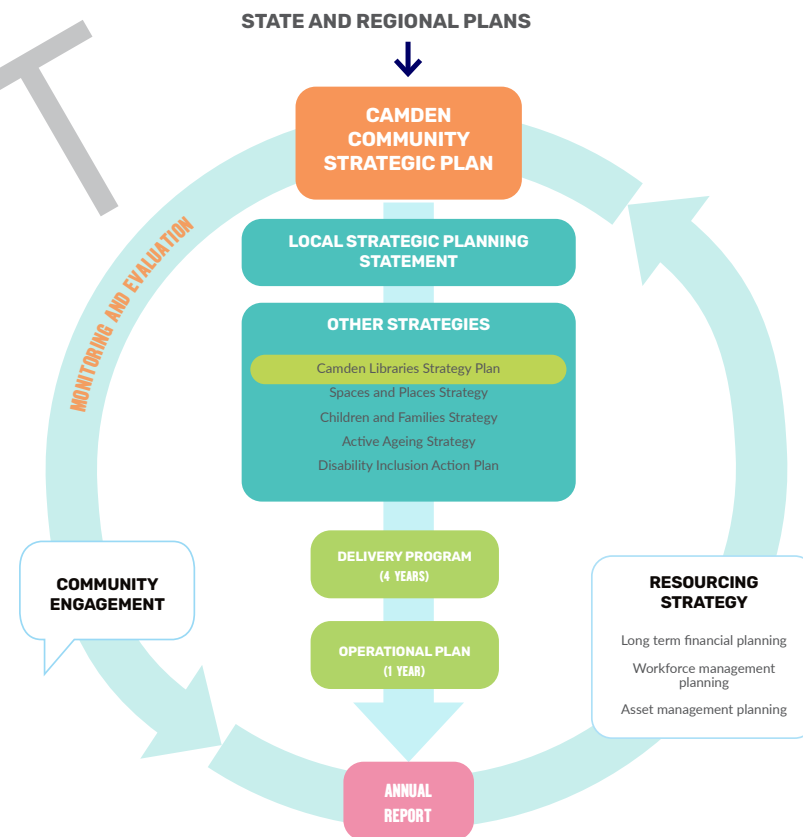 STATE AND REGIONAL PLANS
CAMDEN
COMMUNITY
STRATEGIC PLAN
MONITORING AND EVALUATION
LOCAL STRATEGIC PLANNING
STATEMENT
OTHER STRATEGIES
Camden Libraries Strategy Plan
Spaces and Places Strategy
Children and Families Strategy
Active Ageing Strategy
Disability Inclusion Action Plan
COMMUNITY
ENGAGEMENT
DELIVERY PROGRAM
(4 YEARS)
OPERATIONAL PLAN
(1 YEAR)
RESOURCING
STRATEGY
Long term financial planning
Workforce management
planning
Asset management planning
ANNUAL
REPORT
T